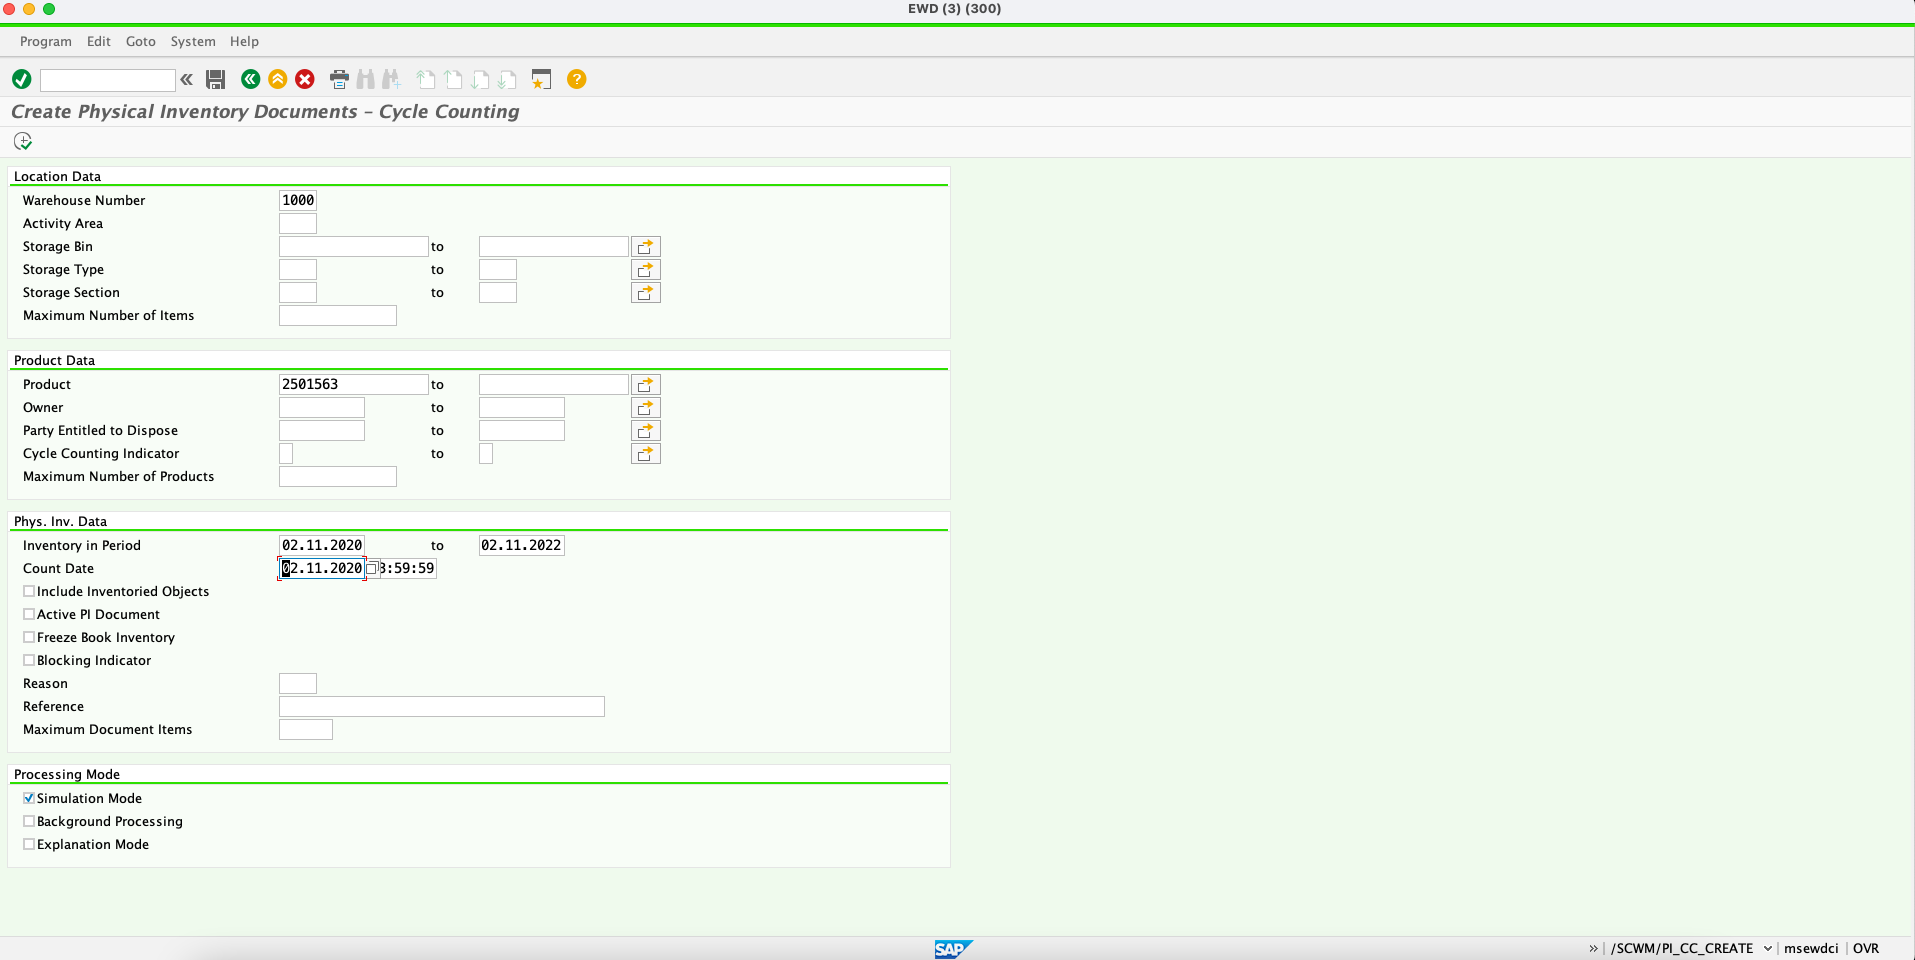 EWD (3) (300)
Program Edit Goto System Help
Create Physical Inventory Documents - Cycle Counting
Location Data
Warehouse Number 1000
Activity Area
Storage Bin to
Storage Type to
Storage Section to
Maximum Number of Items
Product Data
Product 2501563 to
Owner to
Party Entitled to Dispose to
Cycle Counting Indicator to
Maximum Number of Products
Phys. Inv. Data
Inventory in Period 02.11.2020 to 02.11.2022
Count Date 02.11.2020 3:59:59
Include Inventoried Objects
Active PI Document
Freeze Book Inventory
Blocking Indicator
Reason
Reference
Maximum Document Items
Processing Mode
Simulation Mode
Background Processing
Explanation Mode
SAP » /SCWM/PI_CC_CREATE msewdci OVR